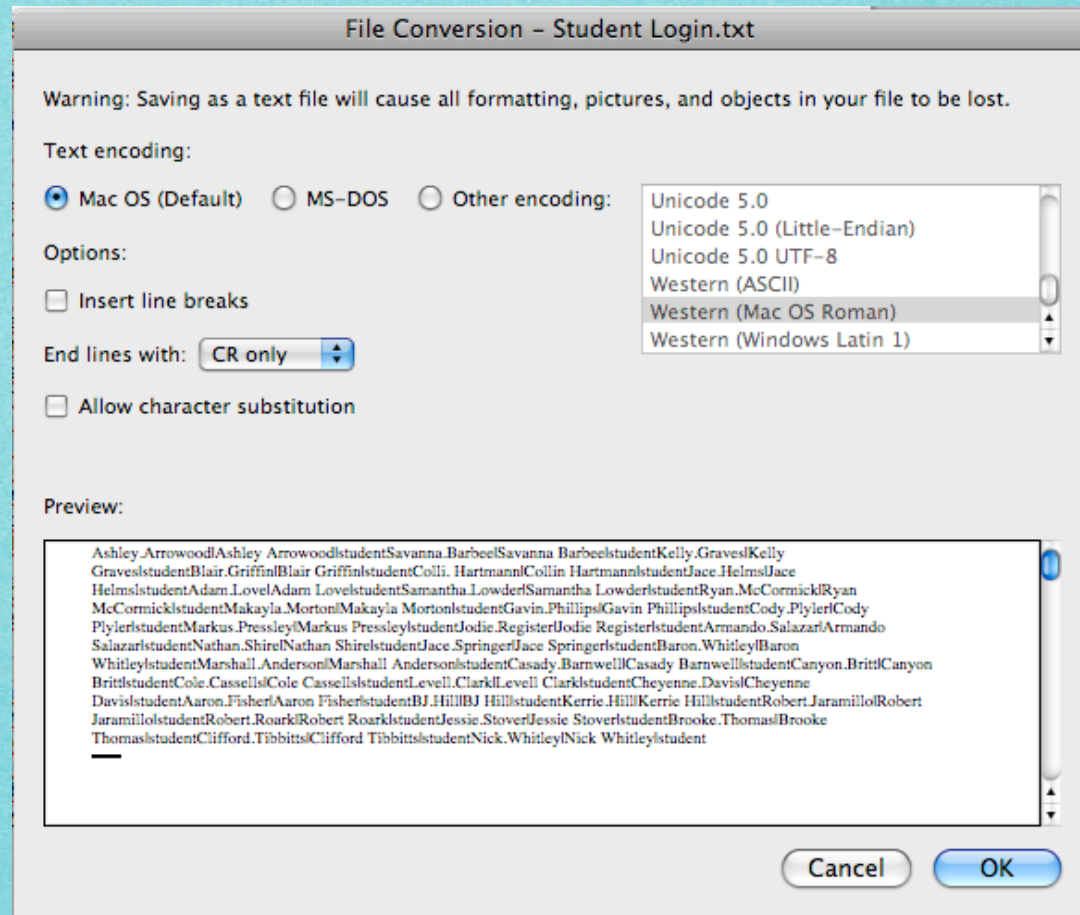 File Conversion – Student Login.txt
Warning: Saving as a text file will cause all formatting, pictures, and objects in your file to be lost.
Text encoding:
Mac OS (Default) MS–DOS Other encoding:
Unicode 5.0
Unicode 5.0 (Little–Endian)
Unicode 5.0 UTF–8
Western (ASCII)
Western (Mac OS Roman)
Western (Windows Latin 1)
Options:
Insert line breaks
End lines with: CR only
Allow character substitution
Preview:
Ashley.Arrowood|Ashley Arrowood|studentSavanna.Barbee|Savanna Barbee|studentKelly.Graves|Kelly
Graves|studentBlair.Griffin|Blair Griffin|studentColli. Hartmann|Collin Hartmann|studentJace.Helms|Jace
Helms|studentAdam.Love|Adam Love|studentSamantha.Lowder|Samantha Lowder|studentRyan.McCormick|Ryan
McCormick|studentMakayla.Morton|Makayla Morton|studentGavin.Phillips|Gavin Phillips|studentCody.Plyler|Cody
Plyler|studentMarkus.Pressley|Markus Pressley|studentJodie.Register|Jodie Register|studentArmando.Salazar|Armando
Salazar|studentNathan.Shire|Nathan Shire|studentJace.Springer|Jace Springer|studentBaron.Whitley|Baron
Whitley|studentMarshall.Anderson|Marshall Anderson|studentCasady.Barnwell|Casady Barnwell|studentCanyon.Britt|Canyon
Britt|studentCole.Cassells|Cole Cassells|studentLevell.Clark|Levell Clark|studentCheyenne.Davis|Cheyenne
Davis|studentAaron.Fisher|Aaron Fisher|studentBJ.Hill|BJ Hill|studentKerrie.Hill|Kerrie Hill|studentRobert.Jaramillo|Robert
Jaramillo|studentRobert.Roark|Robert Roark|studentJessie.Stover|Jessie Stover|studentBrooke.Thomas|Brooke
Thomas|studentClifford.Tibbitts|Clifford Tibbitts|studentNick.Whitley|Nick Whitley|student
Cancel OK